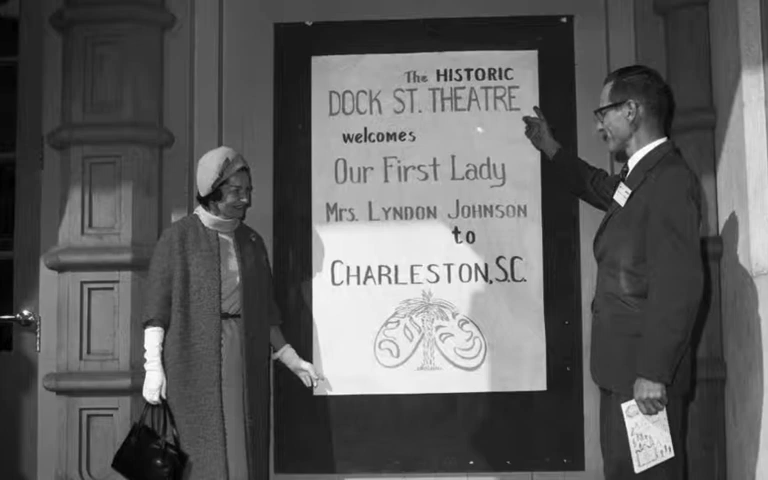 The HISTORIC
DOCK ST. THEATRE
welcomes
Our First Lady
Mrs. Lyndon Johnson
to
CHARLESTON, S.C.